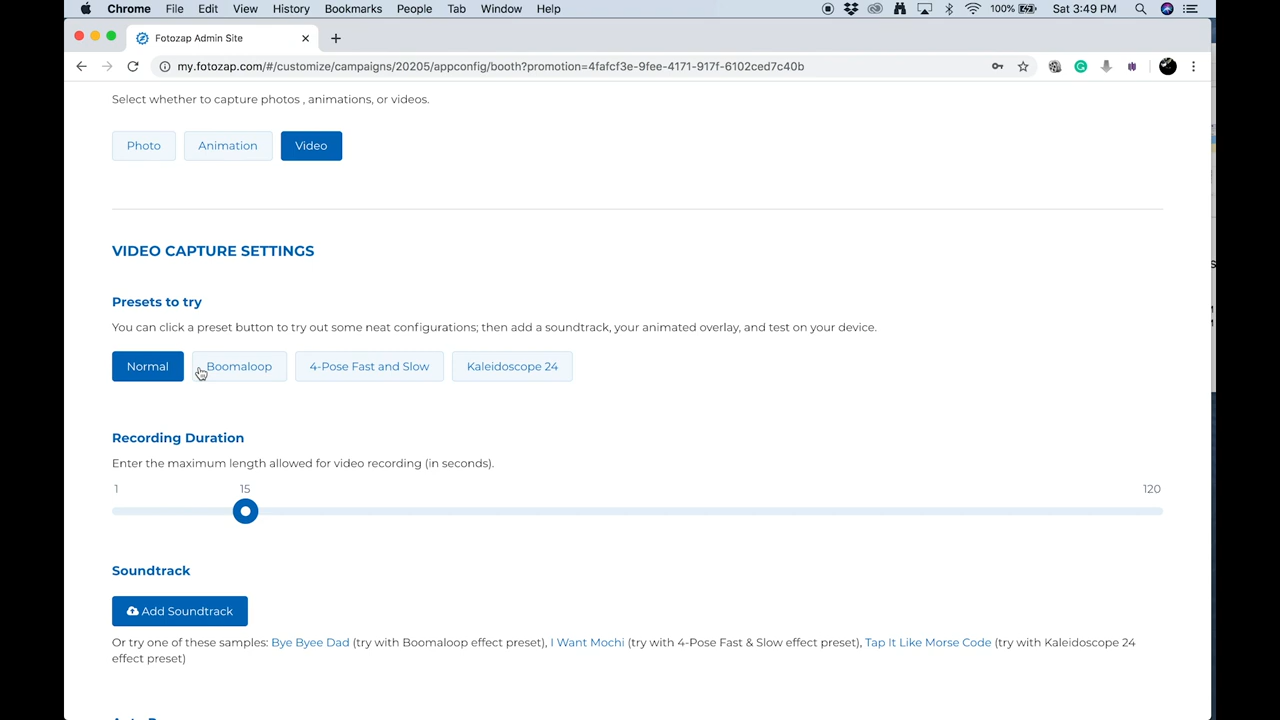 Chrome File Edit View History Bookmarks People Tab Window Help 100% Sat 3:49 PM
Fotozap Admin Site
my.fotozap.com/#/customize/campaigns/20205/appconfig/booth?promotion=4fafcf3e-9fee-4171-917f-6102ced7c40b
Select whether to capture photos , animations, or videos.
Photo Animation Video
VIDEO CAPTURE SETTINGS
Presets to try
You can click a preset button to try out some neat configurations; then add a soundtrack, your animated overlay, and test on your device.
Normal Boomaloop 4-Pose Fast and Slow Kaleidoscope 24
Recording Duration
Enter the maximum length allowed for video recording (in seconds).
1 15 120
Soundtrack
Add Soundtrack
Or try one of these samples: Bye Byee Dad (try with Boomaloop effect preset), I Want Mochi (try with 4-Pose Fast & Slow effect preset), Tap It Like Morse Code (try with Kaleidoscope 24
effect preset)